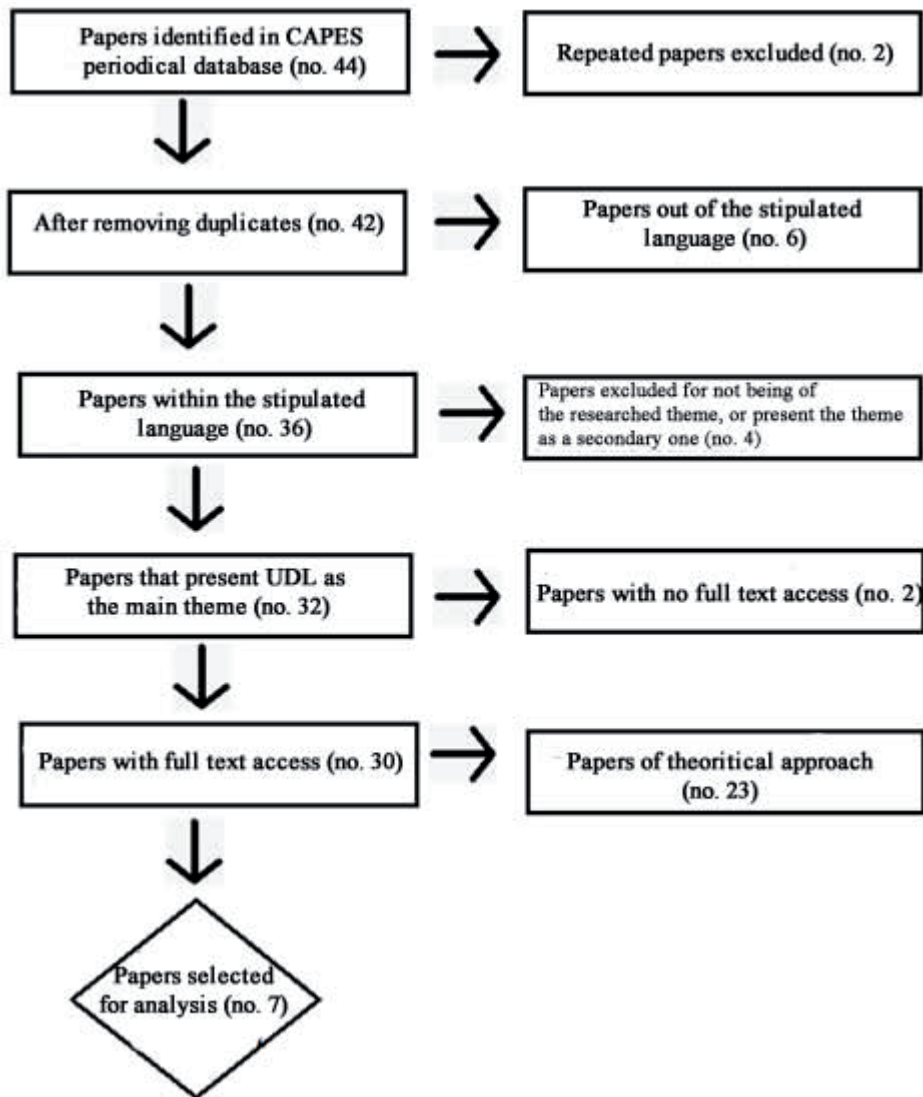 Papers identified in CAPES
periodical database (no. 44)
Repeated papers excluded (no. 2)
After removing duplicates (no. 42)
Papers out of the stipulated
language (no. 6)
Papers within the stipulated
language (no. 36)
Papers excluded for not being of
the researched theme, or present the theme
as a secondary one (no. 4)
Papers that present UDL as
the main theme (no. 32)
Papers with no full text access (no. 2)
Papers with full text access (no. 30)
Papers of theoritical approach
(no. 23)
Papers selected
for analysis (no. 7)